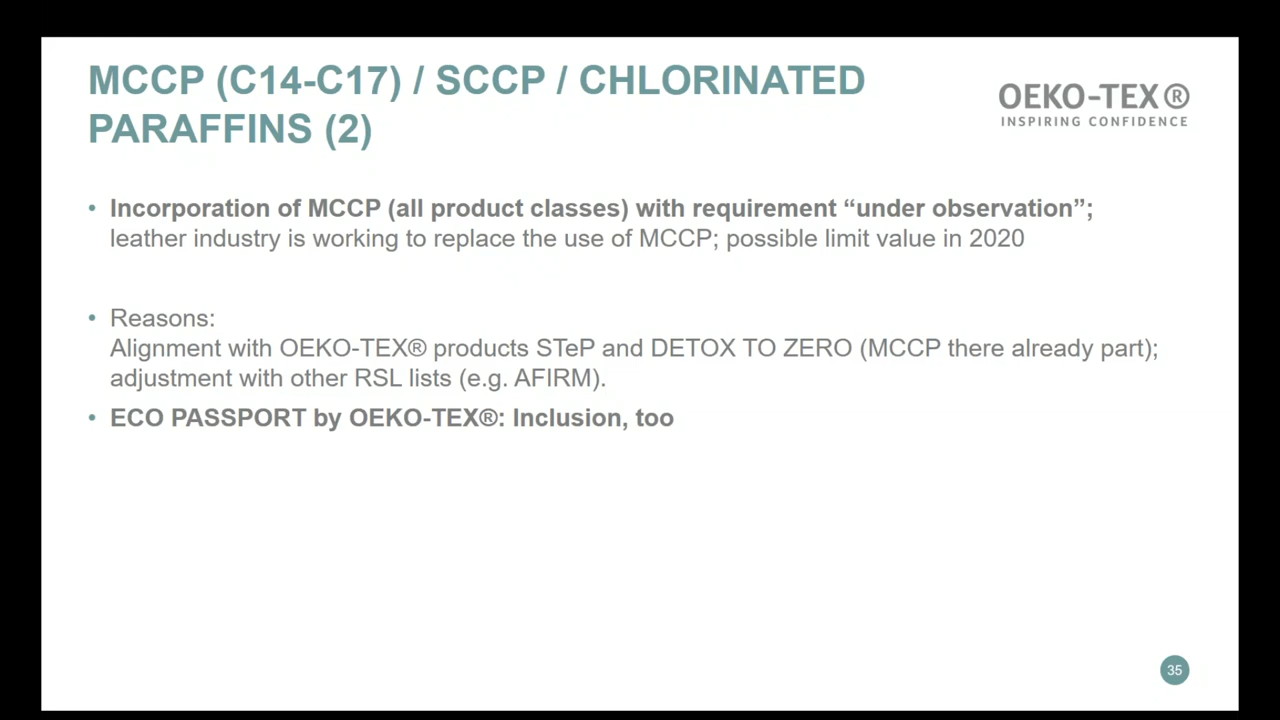 MCCP (C14-C17) / SCCP / CHLORINATED
PARAFFINS (2)
OEKO-TEX®
INSPIRING CONFIDENCE
• Incorporation of MCCP (all product classes) with requirement “under observation”;
leather industry is working to replace the use of MCCP; possible limit value in 2020
• Reasons:
Alignment with OEKO-TEX® products STeP and DETOX TO ZERO (MCCP there already part);
adjustment with other RSL lists (e.g. AFIRM).
• ECO PASSPORT by OEKO-TEX®: Inclusion, too
35